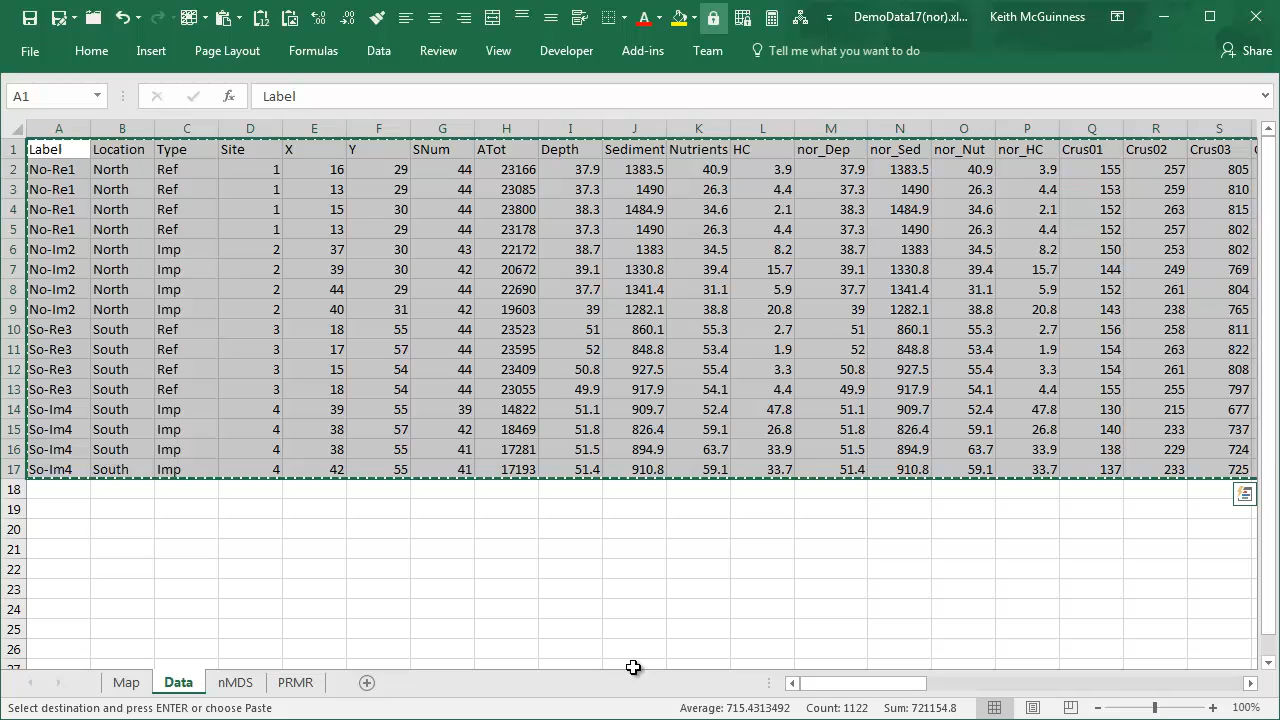 DemoData17(nor).xl... Keith McGuinness
File Home Insert Page Layout Formulas Data Review View Developer Add-ins Team Tell me what you want to do Share
A1 fx Label
A B C D E F G H I J K L M N O P Q R S
1 Label Location Type Site X Y SNum ATot Depth Sediment Nutrients HC nor_Dep nor_Sed nor_Nut nor_HC Crus01 Crus02 Crus03
2 No-Re1 North Ref 1 16 29 44 23166 37.9 1383.5 40.9 3.9 37.9 1383.5 40.9 3.9 155 257 805
3 No-Re1 North Ref 1 13 29 44 23085 37.3 1490 26.3 4.4 37.3 1490 26.3 4.4 153 259 810
4 No-Re1 North Ref 1 15 30 44 23800 38.3 1484.9 34.6 2.1 38.3 1484.9 34.6 2.1 152 263 815
5 No-Re1 North Ref 1 13 29 44 23178 37.3 1490 26.3 4.4 37.3 1490 26.3 4.4 152 257 802
6 No-Im2 North Imp 2 37 30 43 22172 38.7 1383 34.5 8.2 38.7 1383 34.5 8.2 150 253 802
7 No-Im2 North Imp 2 39 30 42 20672 39.1 1330.8 39.4 15.7 39.1 1330.8 39.4 15.7 144 249 769
8 No-Im2 North Imp 2 44 29 44 22690 37.7 1341.4 31.1 5.9 37.7 1341.4 31.1 5.9 152 261 804
9 No-Im2 North Imp 2 40 31 42 19603 39 1282.1 38.8 20.8 39 1282.1 38.8 20.8 143 238 765
10 So-Re3 South Ref 3 18 55 44 23523 51 860.1 55.3 2.7 51 860.1 55.3 2.7 156 258 811
11 So-Re3 South Ref 3 17 57 44 23595 52 848.8 53.4 1.9 52 848.8 53.4 1.9 154 263 822
12 So-Re3 South Ref 3 15 54 44 23409 50.8 927.5 55.4 3.3 50.8 927.5 55.4 3.3 154 261 808
13 So-Re3 South Ref 3 18 54 44 23055 49.9 917.9 54.1 4.4 49.9 917.9 54.1 4.4 155 255 797
14 So-Im4 South Imp 4 39 55 39 14822 51.1 909.7 52.4 47.8 51.1 909.7 52.4 47.8 130 215 677
15 So-Im4 South Imp 4 38 57 42 18469 51.8 826.4 59.1 26.8 51.8 826.4 59.1 26.8 140 233 737
16 So-Im4 South Imp 4 38 55 41 17281 51.5 894.9 63.7 33.9 51.5 894.9 63.7 33.9 138 229 724
17 So-Im4 South Imp 4 42 55 41 17193 51.4 910.8 59.1 33.7 51.4 910.8 59.1 33.7 137 233 725
18
19
20
21
22
23
24
25
26
27
Map Data nMDS PRMR
Select destination and press ENTER or choose Paste Average: 715.4313492 Count: 1122 Sum: 721154.8 100%